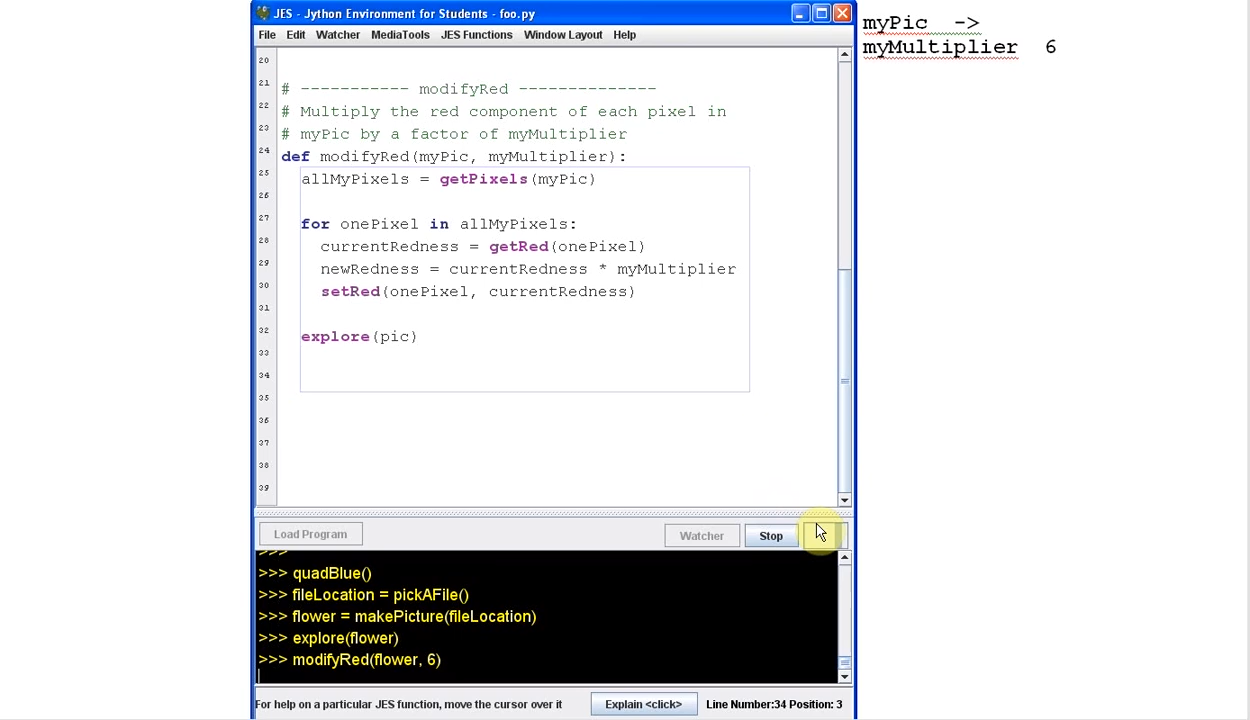 JES - Jython Environment for Students - foo.py
File Edit Watcher MediaTools JES Functions Window Layout Help
20
21 # ----------- modifyRed --------------
22 # Multiply the red component of each pixel in
23 # myPic by a factor of myMultiplier
24 def modifyRed(myPic, myMultiplier):
25 allMyPixels = getPixels(myPic)
26
27 for onePixel in allMyPixels:
28 currentRedness = getRed(onePixel)
29 newRedness = currentRedness * myMultiplier
30 setRed(onePixel, currentRedness)
31
32 explore(pic)
33
34
35
36
37
38
39
Load Program Watcher Stop
>>>
>>> quadBlue()
>>> fileLocation = pickAFile()
>>> flower = makePicture(fileLocation)
>>> explore(flower)
>>> modifyRed(flower, 6)
For help on a particular JES function, move the cursor over it Explain <click> Line Number:34 Position: 3
myPic ->
myMultiplier 6